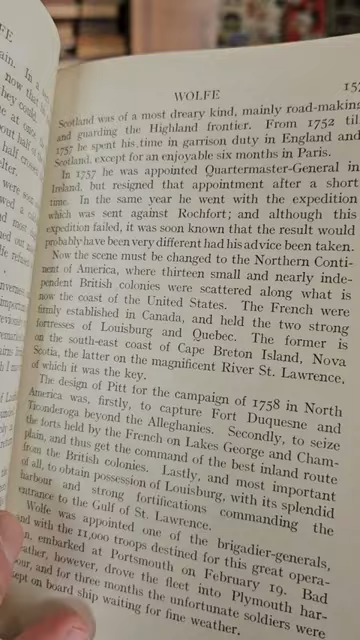 WOLFE
157
Scotland was of a most dreary kind, mainly road-making
and guarding the Highland frontier. From 1752 till
1757 he spent his time in garrison duty in England and
Scotland, except for an enjoyable six months in Paris.
In 1757 he was appointed Quartermaster-General in
Ireland, but resigned that appointment after a short
time. In the same year he went with the expedition
which was sent against Rochfort; and although this
expedition failed, it was soon known that the result would
probably have been very different had his advice been taken.
Now the scene must be changed to the Northern Conti-
nent of America, where thirteen small and nearly inde-
pendent British colonies were scattered along what is
now the coast of the United States. The French were
firmly established in Canada, and held the two strong
fortresses of Louisburg and Quebec. The former is
on the south-east coast of Cape Breton Island, Nova
Scotia, the latter on the magnificent River St. Lawrence,
of which it was the key.
The design of Pitt for the campaign of 1758 in North
America was, firstly, to capture Fort Duquesne and
Ticonderoga beyond the Alleghanies. Secondly, to seize
the forts held by the French on Lakes George and Cham-
plain, and thus get the command of the best inland route
from the British colonies. Lastly, and most important
of all, to obtain possession of Louisburg, with its splendid
harbour and strong fortifications commanding the
entrance to the Gulf of St. Lawrence.
Wolfe was appointed one of the brigadier-generals,
and with the 11,000 troops destined for this great opera-
embarked at Portsmouth on February 19. Bad
however, drove the fleet into Plymouth har-
and for three months the unfortunate soldiers were
on board ship waiting for fine weather.